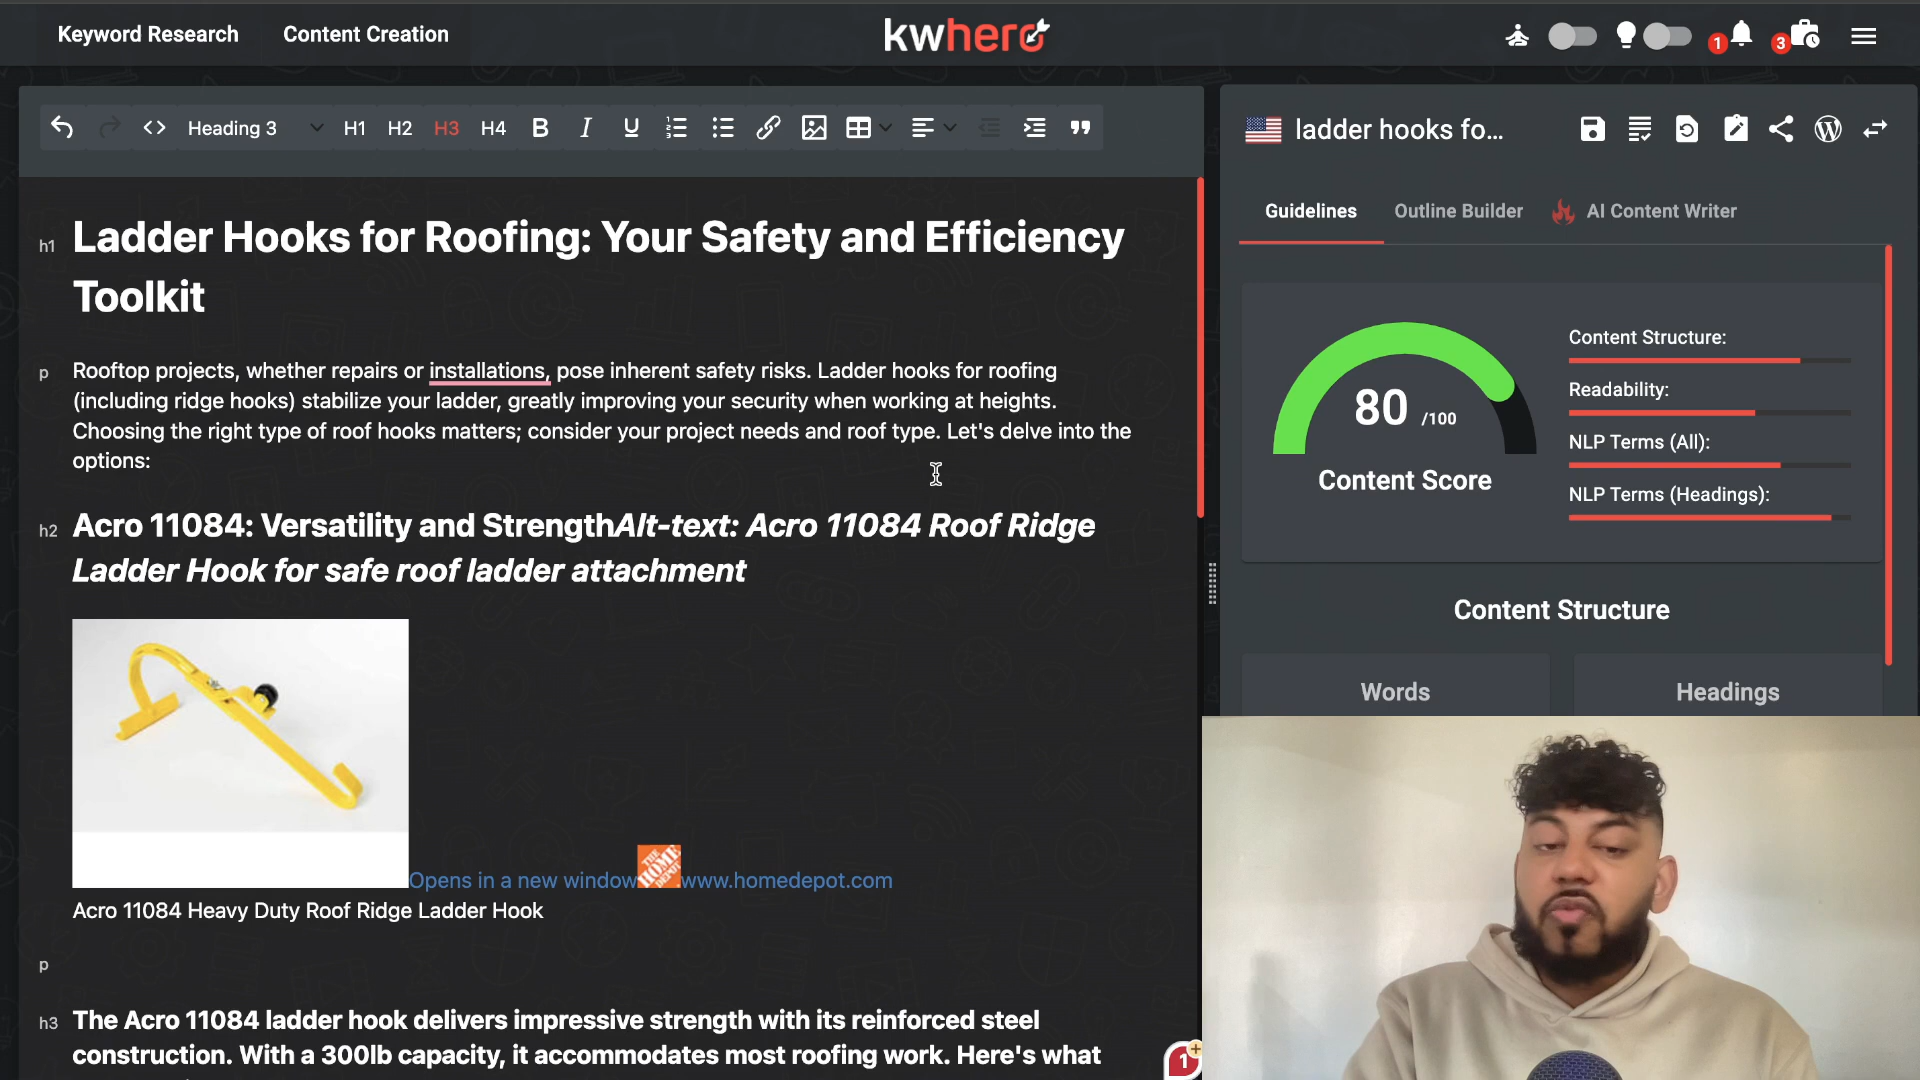 Keyword Research
Content Creation
kwhero
1
3
Heading 3
H1
H2
H3
H4
B
I
U
ladder hooks fo...
Guidelines
Outline Builder
AI Content Writer
h1
Ladder Hooks for Roofing: Your Safety and Efficiency
Toolkit
p
Rooftop projects, whether repairs or installations, pose inherent safety risks. Ladder hooks for roofing
(including ridge hooks) stabilize your ladder, greatly improving your security when working at heights.
Choosing the right type of roof hooks matters; consider your project needs and roof type. Let's delve into the
options:
h2
Acro 11084: Versatility and StrengthAlt-text: Acro 11084 Roof Ridge
Ladder Hook for safe roof ladder attachment
Opens in a new window
THE HOME DEPOT
www.homedepot.com
Acro 11084 Heavy Duty Roof Ridge Ladder Hook
p
h3
The Acro 11084 ladder hook delivers impressive strength with its reinforced steel
construction. With a 300lb capacity, it accommodates most roofing work. Here's what
1
80 /100
Content Score
Content Structure:
Readability:
NLP Terms (All):
NLP Terms (Headings):
Content Structure
Words
Headings